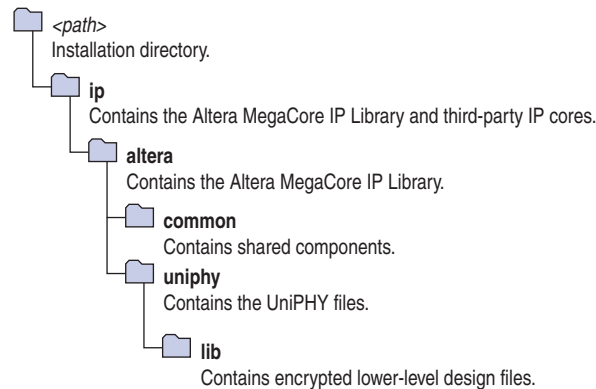 <path>
Installation directory.
ip
Contains the Altera MegaCore IP Library and third-party IP cores.
altera
Contains the Altera MegaCore IP Library.
common
Contains shared components.
uniphy
Contains the UniPHY files.
lib
Contains encrypted lower-level design files.